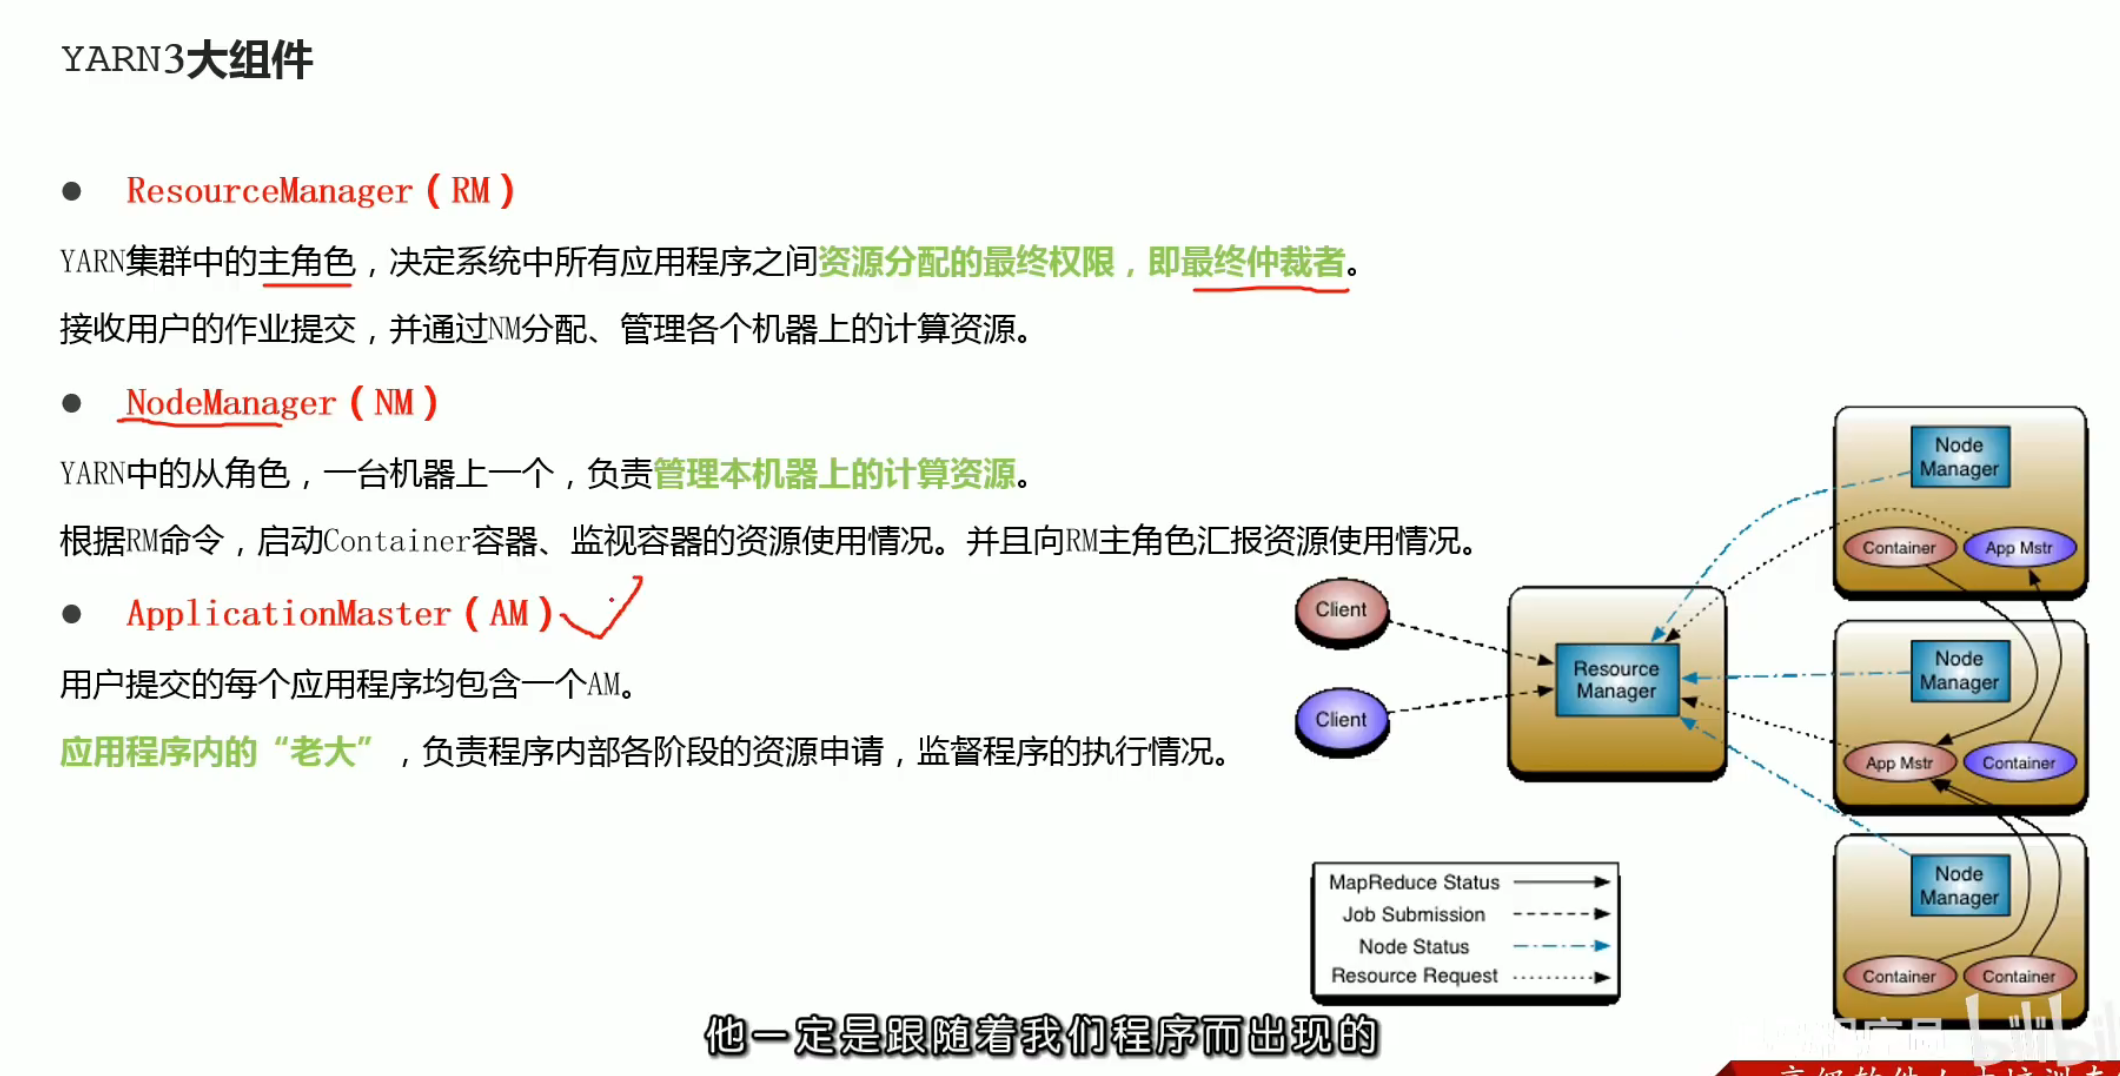 YARN3大组件
● ResourceManager（RM）
YARN集群中的主角色，决定系统中所有应用程序之间资源分配的最终权限，即最终仲裁者。
接收用户的作业提交，并通过NM分配、管理各个机器上的计算资源。
● NodeManager（NM）
YARN中的从角色，一台机器上一个，负责管理本机器上的计算资源。
根据RM命令，启动Container容器、监视容器的资源使用情况。并且向RM主角色汇报资源使用情况。
● ApplicationMaster（AM）
用户提交的每个应用程序均包含一个AM。
应用程序内的“老大”，负责程序内部各阶段的资源申请，监督程序的执行情况。
Client
Client
Resource
Manager
Node
Manager
Container
App Mstr
Node
Manager
App Mstr
Container
Node
Manager
Container
Container
MapReduce Status
Job Submission
Node Status
Resource Request
他一定是跟随着我们程序而出现的